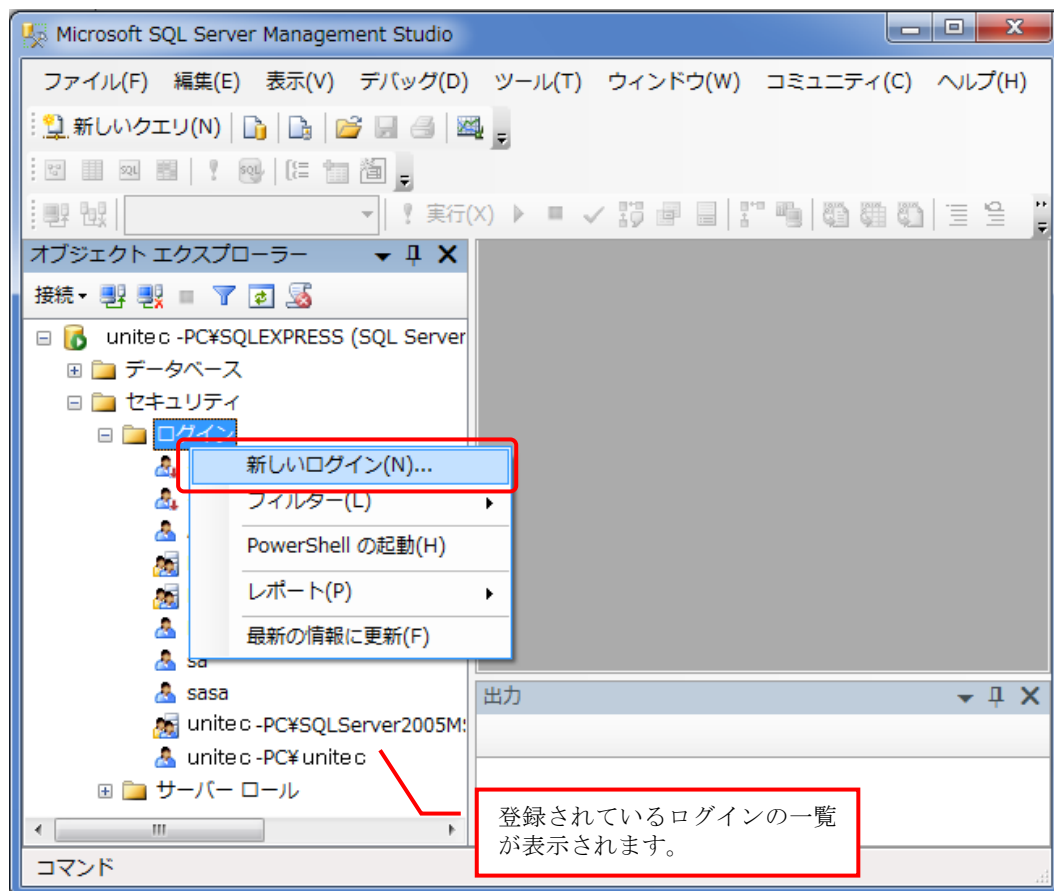 Microsoft SQL Server Management Studio
ファイル(F) 編集(E) 表示(V) デバッグ(D) ツール(T) ウィンドウ(W) コミュニティ(C) ヘルプ(H)
新しいクエリ(N)
実行(X)
オブジェクト エクスプローラー
接続
unitec -PC¥SQLEXPRESS (SQL Server
データベース
セキュリティ
ログイン
新しいログイン(N)...
フィルター(L)
PowerShell の起動(H)
レポート(P)
最新の情報に更新(F)
sa
sasa
unitec -PC¥SQLServer2005M
unitec -PC¥unitec
サーバー ロール
出力
登録されているログインの一覧
が表示されます。
コマンド